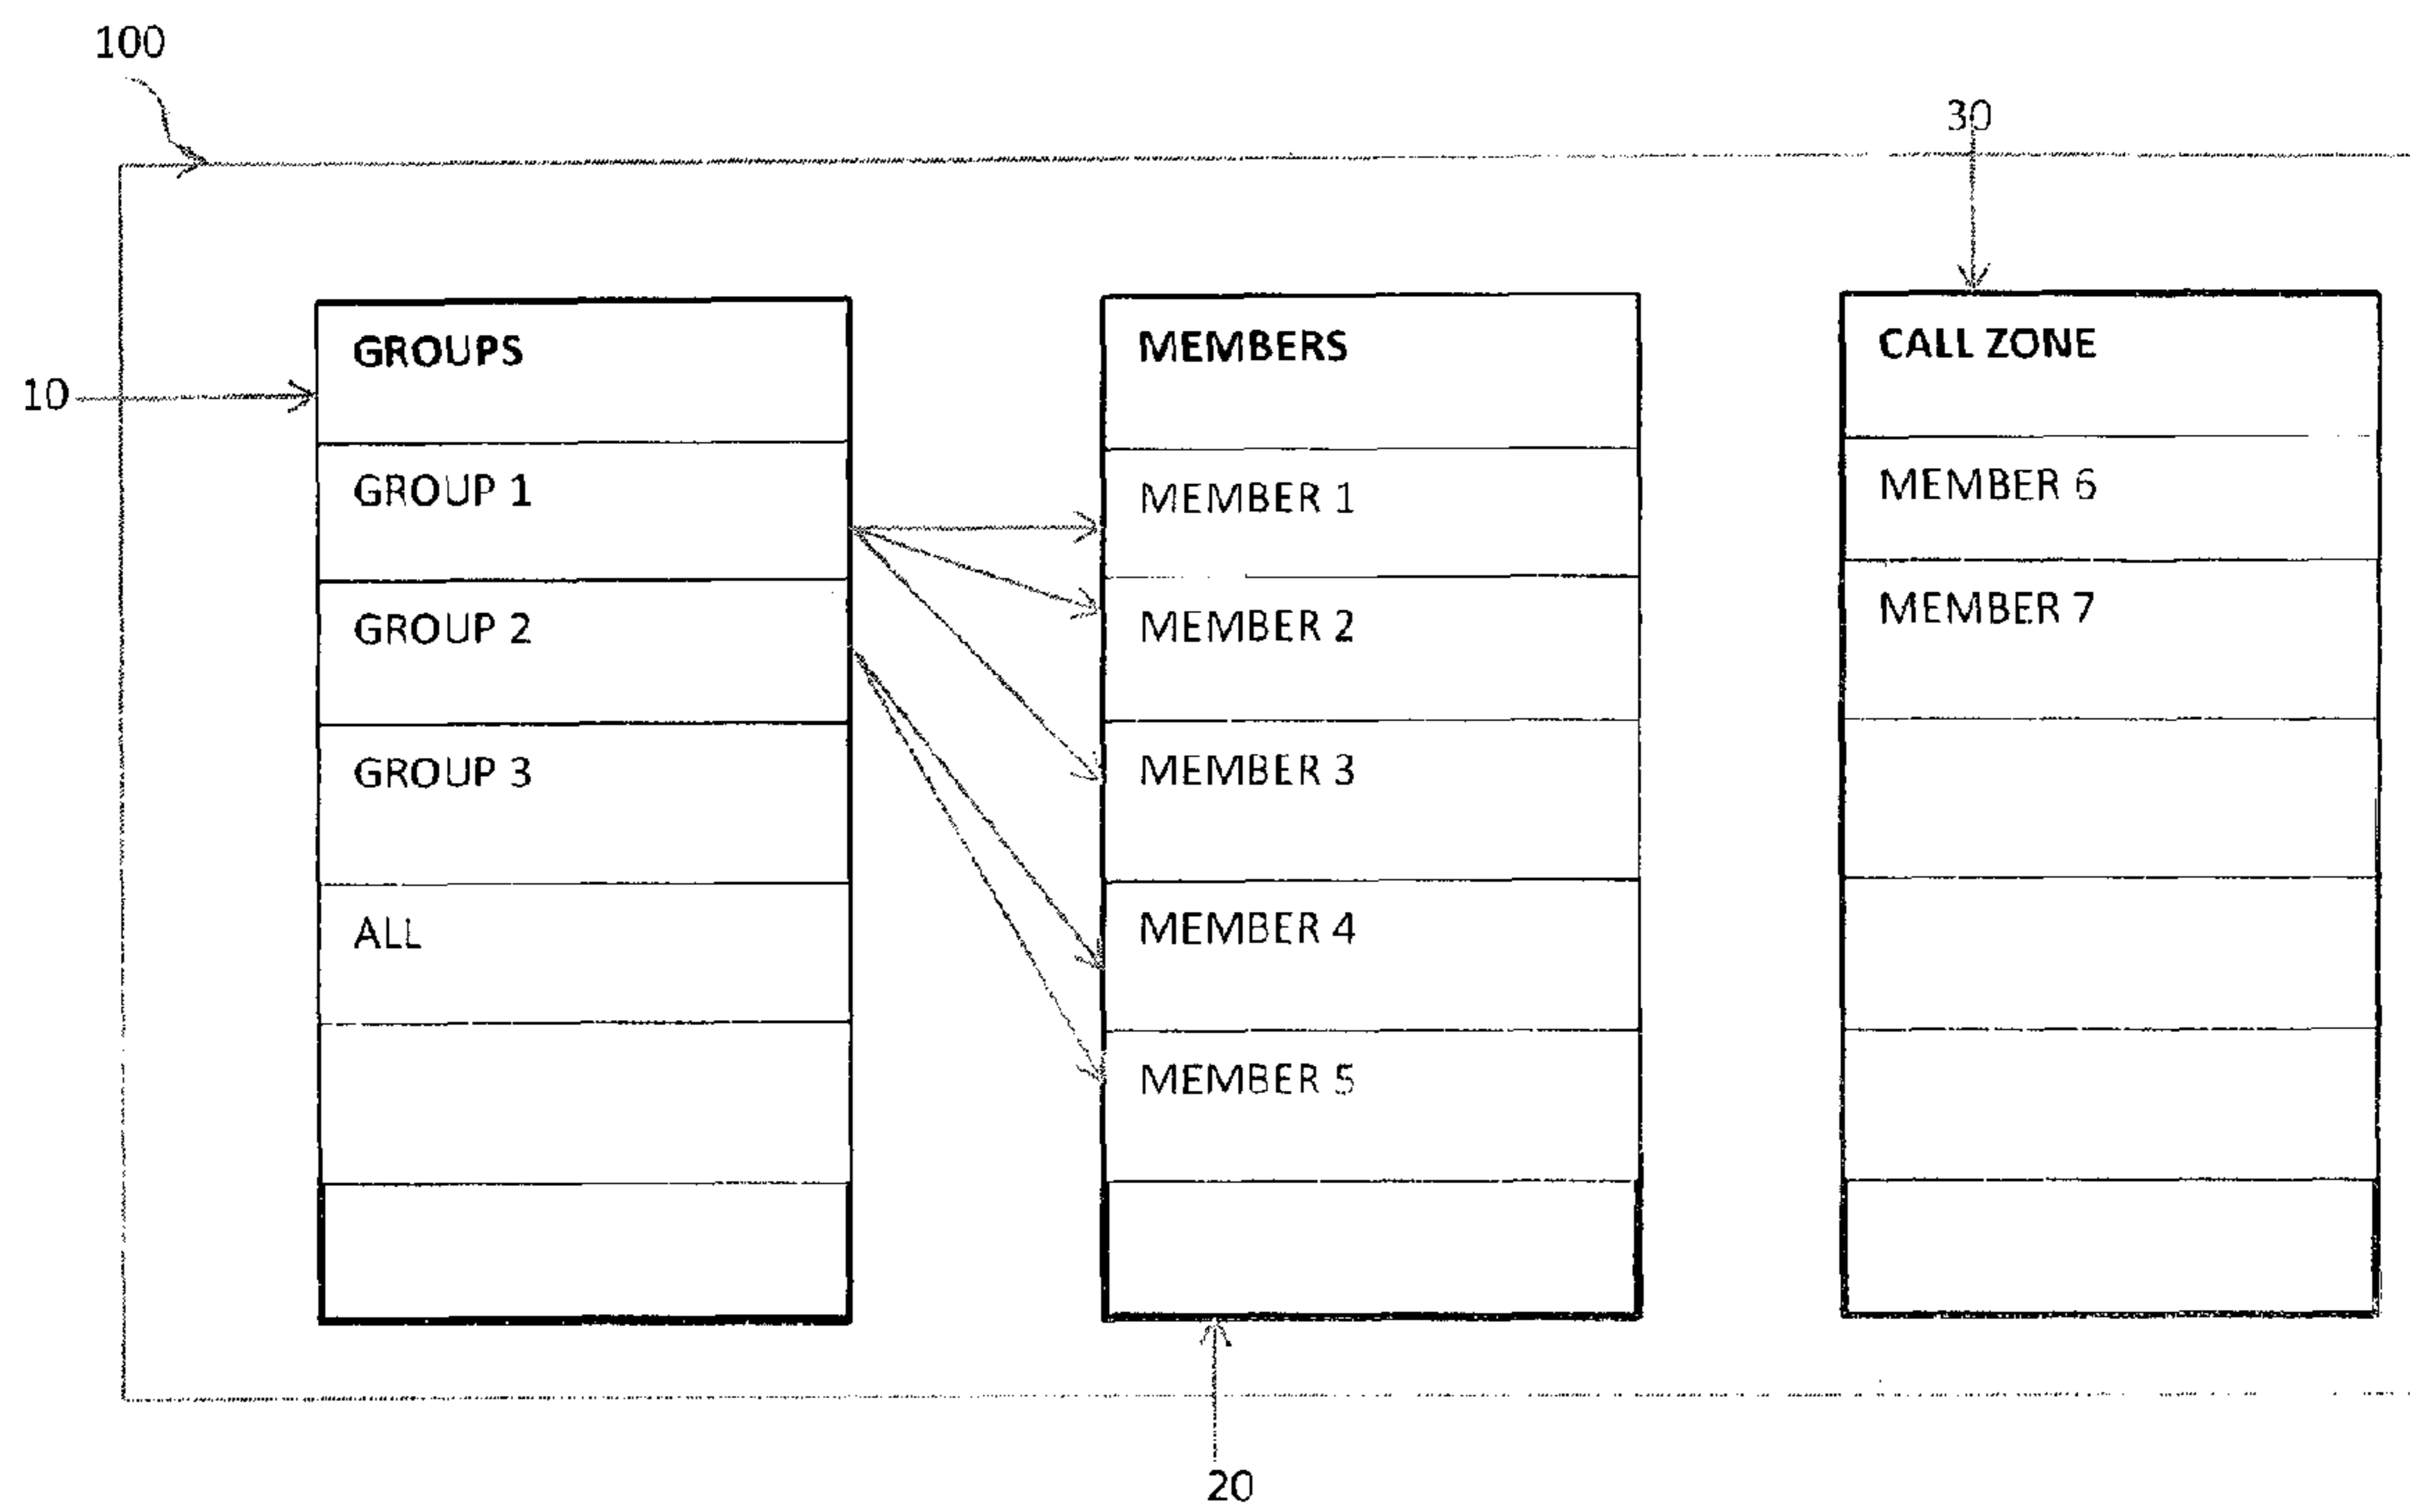 100
30
10
GROUPS
GROUP 1
GROUP 2
GROUP 3
ALL
MEMBERS
MEMBER 1
MEMBER 2
MEMBER 3
MEMBER 4
MEMBER 5
CALL ZONE
MEMBER 6
MEMBER 7
20